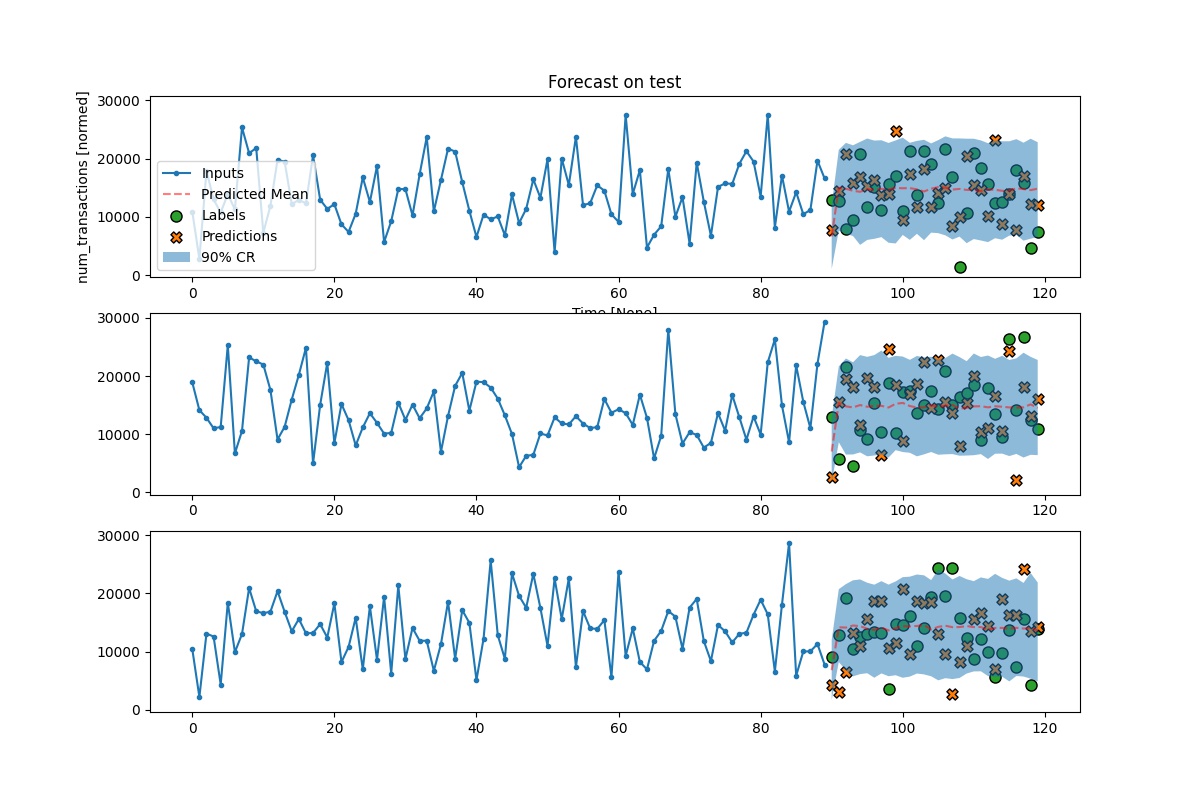 Forecast on test
num_transactions [normed]
30000
20000
10000
0
Inputs
Predicted Mean
Labels
Predictions
90% CR
0 20 40 60 80 100 120
Time [None]
30000
20000
10000
0
0 20 40 60 80 100 120
30000
20000
10000
0
0 20 40 60 80 100 120